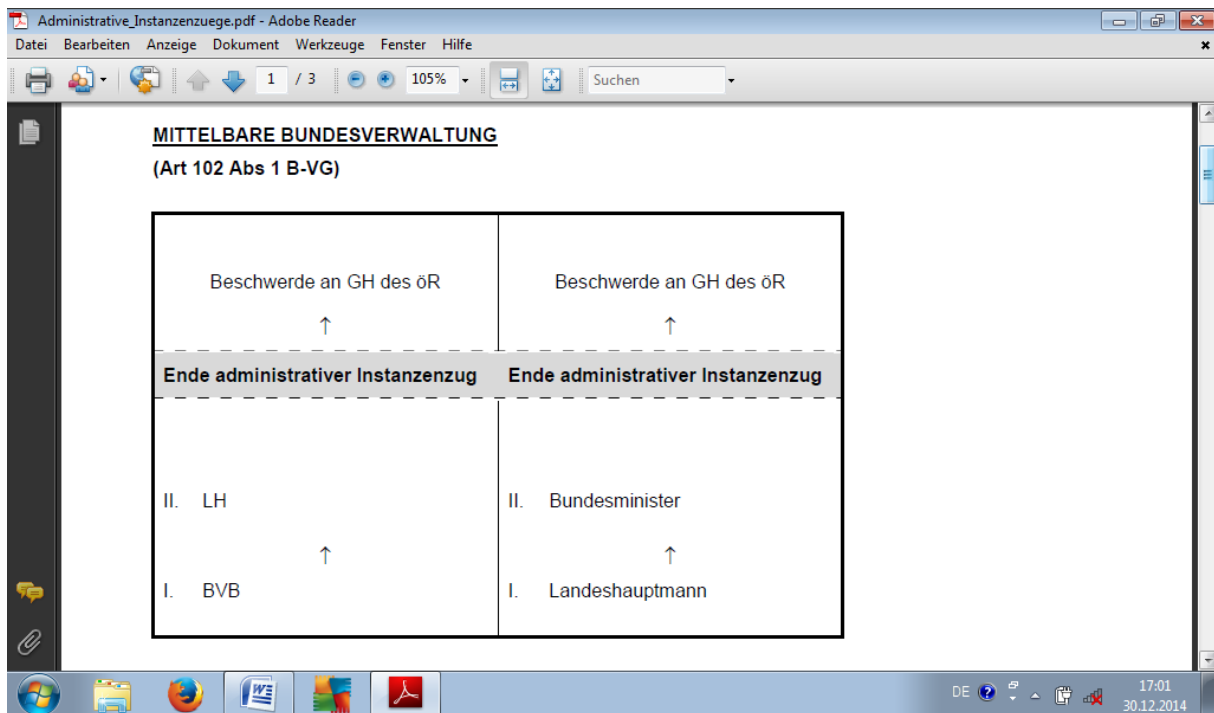 Administrative_Instanzenzuege.pdf - Adobe Reader
Datei Bearbeiten Anzeige Dokument Werkzeuge Fenster Hilfe
1 / 3 105% Suchen
MITTELBARE BUNDESVERWALTUNG
(Art 102 Abs 1 B-VG)
Beschwerde an GH des öR Beschwerde an GH des öR
↑ ↑
Ende administrativer Instanzenzug Ende administrativer Instanzenzug
II. LH II. Bundesminister
↑ ↑
I. BVB I. Landeshauptmann
DE 17:01
30.12.2014